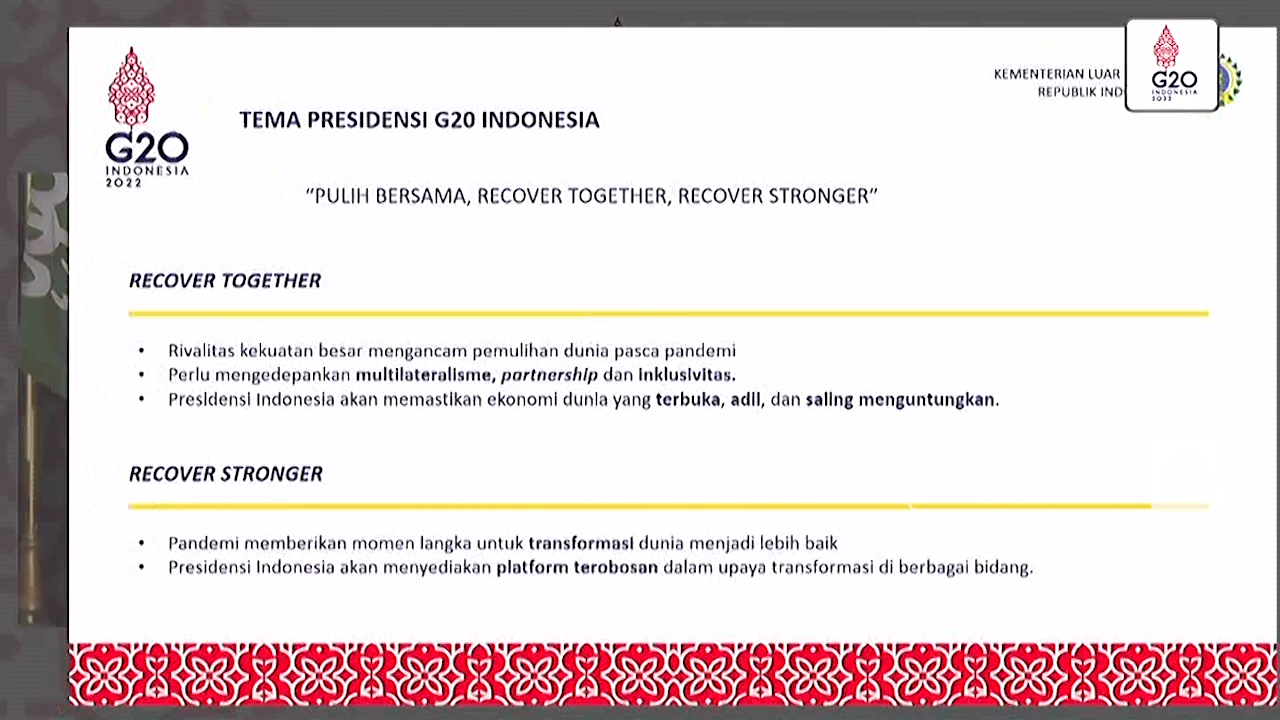 G20
INDONESIA
2022
TEMA PRESIDENSI G20 INDONESIA
KEMENTERIAN LUAR
REPUBLIK IND
G20
INDONESIA
2022
“PULIH BERSAMA, RECOVER TOGETHER, RECOVER STRONGER”
RECOVER TOGETHER
• Rivalitas kekuatan besar mengancam pemulihan dunia pasca pandemi
• Perlu mengedepankan multilateralisme, partnership dan inklusivitas.
• Presidensi Indonesia akan memastikan ekonomi dunia yang terbuka, adil, dan saling menguntungkan.
RECOVER STRONGER
• Pandemi memberikan momen langka untuk transformasi dunia menjadi lebih baik
• Presidensi Indonesia akan menyediakan platform terobosan dalam upaya transformasi di berbagai bidang.